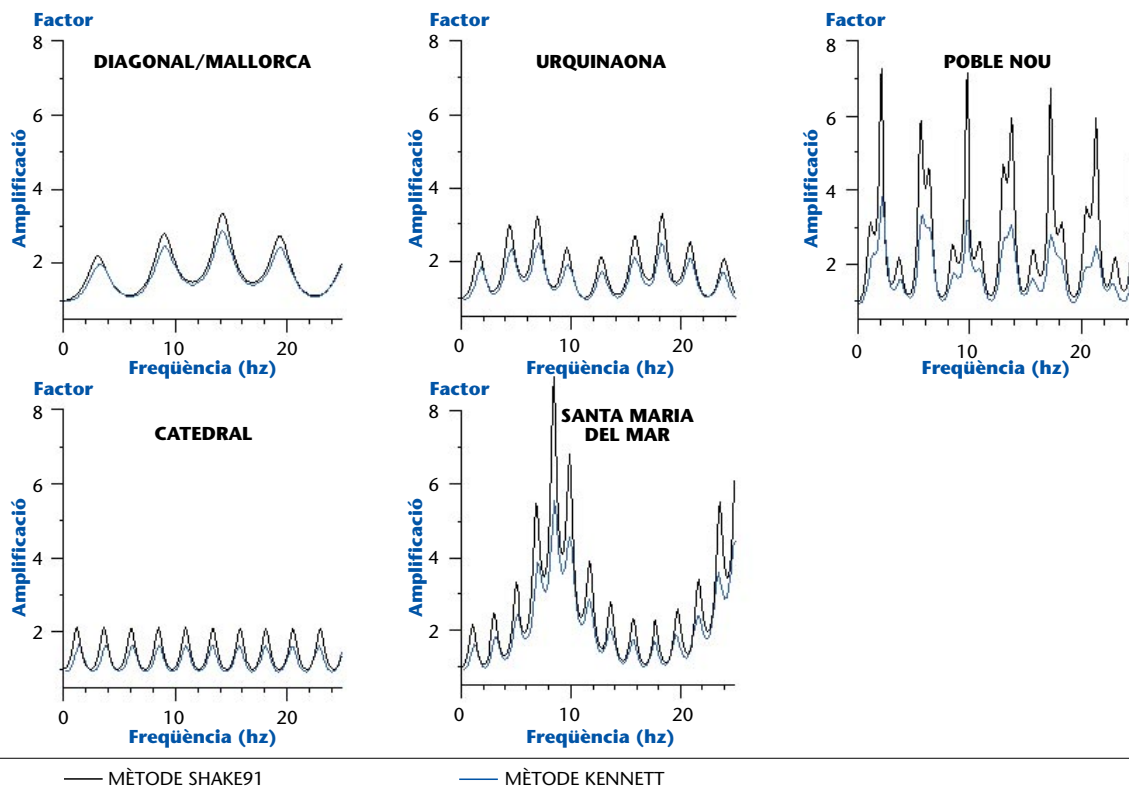 Factor
Factor
Factor
DIAGONAL/MALLORCA
URQUINAONA
POBLE NOU
Amplificació
8
6
4
2
0
10
20
Freqüència (hz)
Amplificació
8
6
4
2
0
10
20
Freqüència (hz)
Amplificació
8
6
4
2
0
10
20
Freqüència (hz)
Factor
Factor
CATEDRAL
SANTA MARIA
DEL MAR
Amplificació
8
6
4
2
0
10
20
Freqüència (hz)
Amplificació
8
6
4
2
0
10
20
Freqüència (hz)
MÈTODE SHAKE91
MÈTODE KENNETT